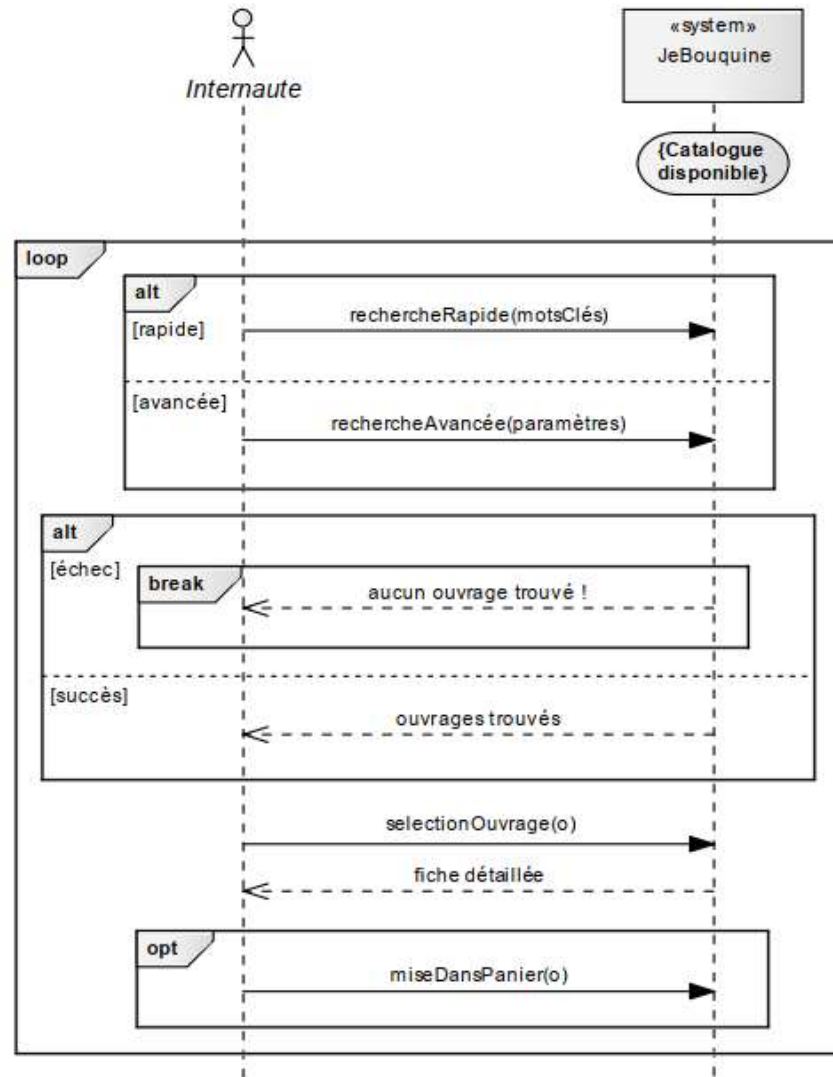 «system»
JeBouquine
Internaute
{Catalogue
disponible}
loop
alt
[rapide]
rechercheRapide(motsClés)
[avancée]
rechercheAvancée(paramètres)
alt
[échec]
break
aucun ouvrage trouvé !
[succès]
ouvrages trouvés
selectionOuvrage(o)
fiche détaillée
opt
miseDansPanier(o)